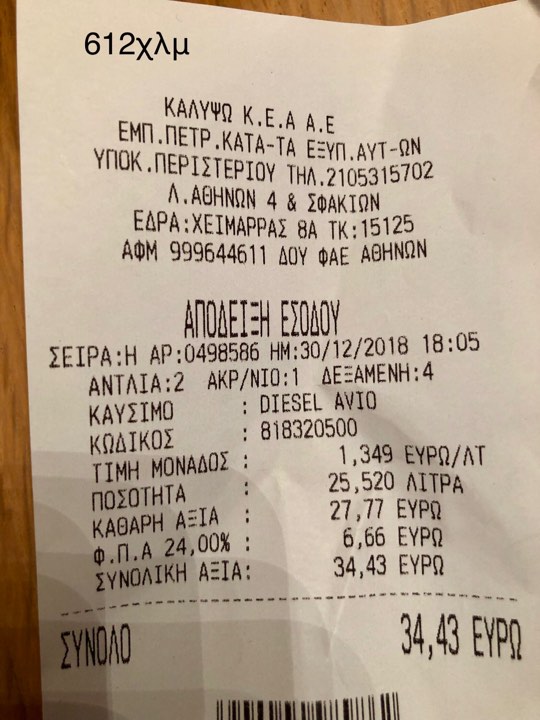 612χλμ
ΚΑΛΥΨΩ Κ.Ε.Α Α.Ε
ΕΜΠ.ΠΕΤΡ.ΚΑΤΑ-ΤΑ ΕΞΥΠ.ΑΥΤ-ΩΝ
ΥΠΟΚ.ΠΕΡΙΣΤΕΡΙΟΥ ΤΗΛ.2105315702
Λ.ΑΘΗΝΩΝ 4 & ΣΦΑΚΙΩΝ
ΕΔΡΑ:ΧΕΙΜΑΡΡΑΣ 8Α ΤΚ:15125
ΑΦΜ 999644611 ΔΟΥ ΦΑΕ ΑΘΗΝΩΝ
ΑΠΟΔΕΙΞΗ ΕΣΟΔΟΥ
ΣΕΙΡΑ:Η ΑΡ:0498586 ΗΜ:30/12/2018 18:05
ΑΝΤΛΙΑ:2 ΑΚΡ/ΝΙΟ:1 ΔΕΞΑΜΕΝΗ:4
ΚΑΥΣΙΜΟ : DIESEL AVIO
ΚΩΔΙΚΟΣ : 818320500
ΤΙΜΗ ΜΟΝΑΔΟΣ : 1,349 ΕΥΡΩ/ΛΤ
ΠΟΣΟΤΗΤΑ : 25,520 ΛΙΤΡΑ
ΚΑΘΑΡΗ ΑΞΙΑ : 27,77 ΕΥΡΩ
Φ.Π.Α 24,00% : 6,66 ΕΥΡΩ
ΣΥΝΟΛΙΚΗ ΑΞΙΑ: 34,43 ΕΥΡΩ
ΣΥΝΟΛΟ 34,43 ΕΥΡΩ